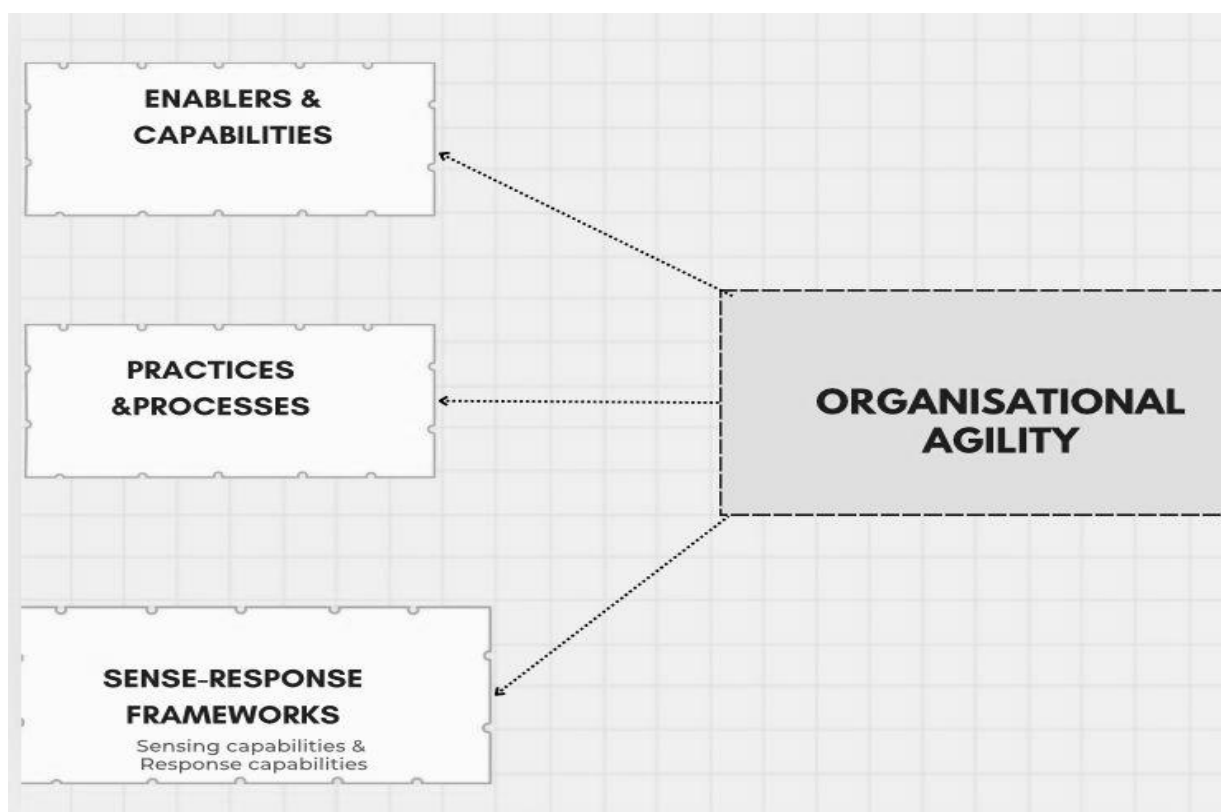 ENABLERS &
CAPABILITIES
PRACTICES
&PROCESSES
ORGANISATIONAL
AGILITY
SENSE-RESPONSE
FRAMEWORKS
Sensing capabilities &
Response capabilities